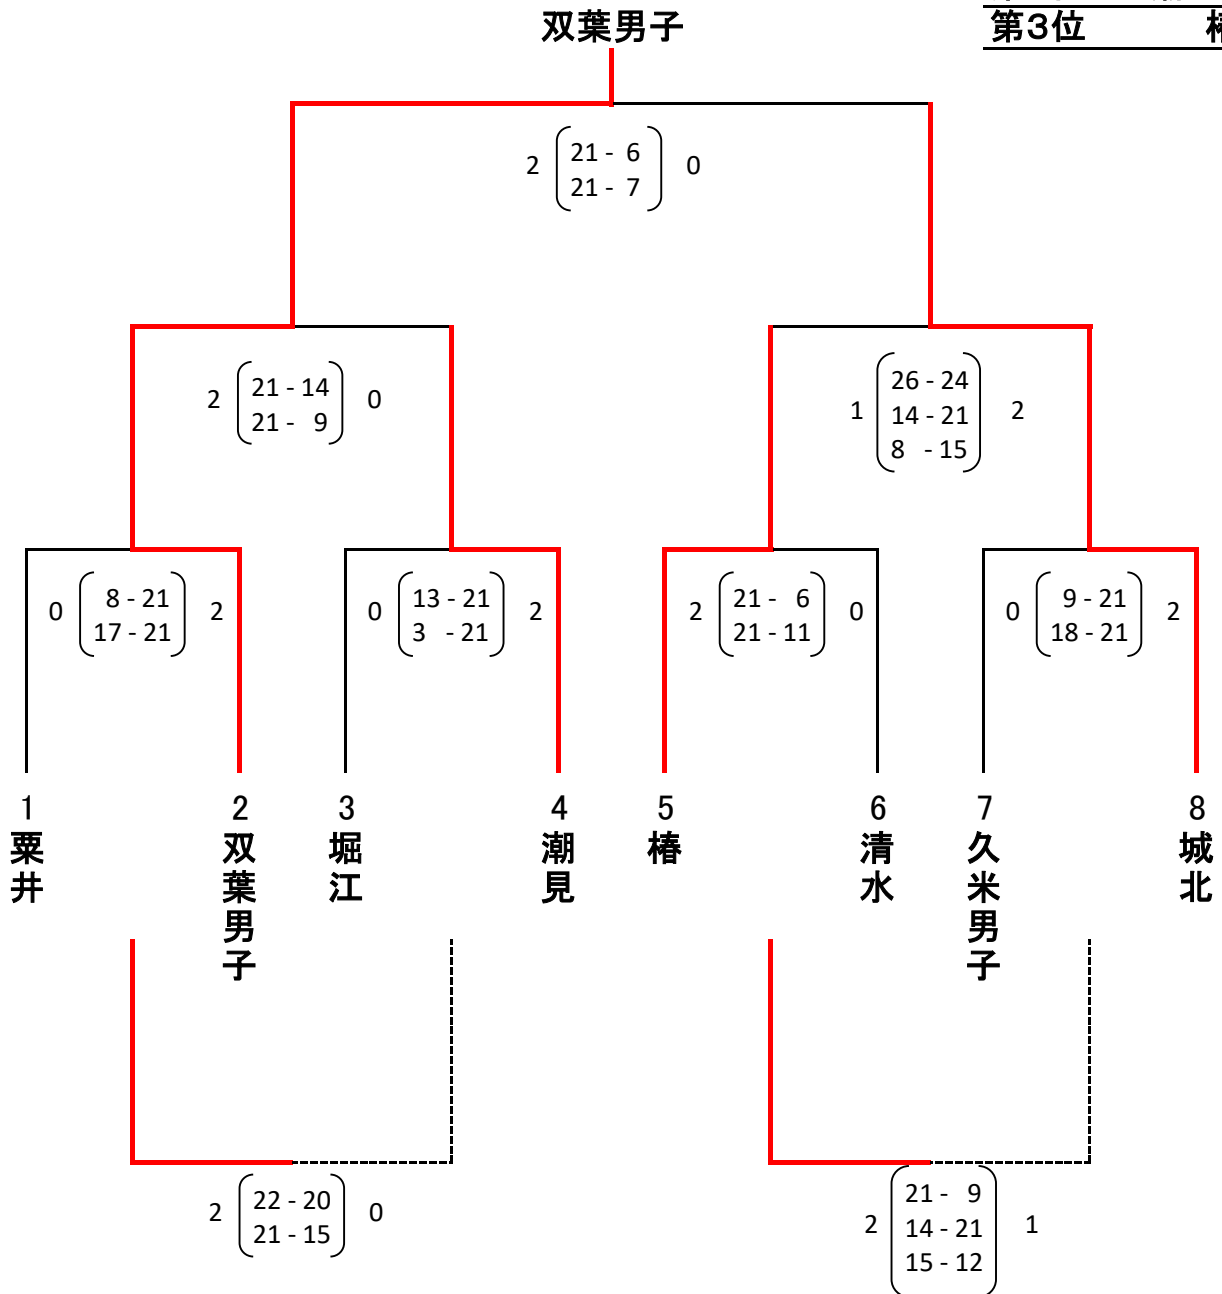 双葉男子
第3位
2 21 - 6 0
21 - 7
2 21 - 14 0
21 - 9
26 - 24
1 14 - 21 2
8 - 15
0 8 - 21 2
17 - 21
0 13 - 21 2
3 - 21
2 21 - 6 0
21 - 11
0 9 - 21 2
18 - 21
1 2 3 4 5 6 7 8
粟井
双葉男子
堀江
潮見
椿
清水
久米男子
城北
2 22 - 20 0
21 - 15
21 - 9
2 14 - 21 1
15 - 12